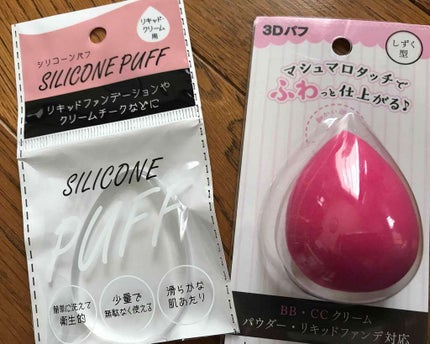 リキッド
・クリーム
用
シリコーンパフ
SILICONE PUFF
リキッドファンデーションや
クリームチークなどに
SILICONE
PUFF
簡単に洗えて
衛生的
少量で
無駄なく使える
滑らかな
肌あたり
3Dパフ
しずく
型
マシュマロタッチで
ふわっと仕上がる♪
BB・CCクリーム
パウダー・リキッドファンデ対応